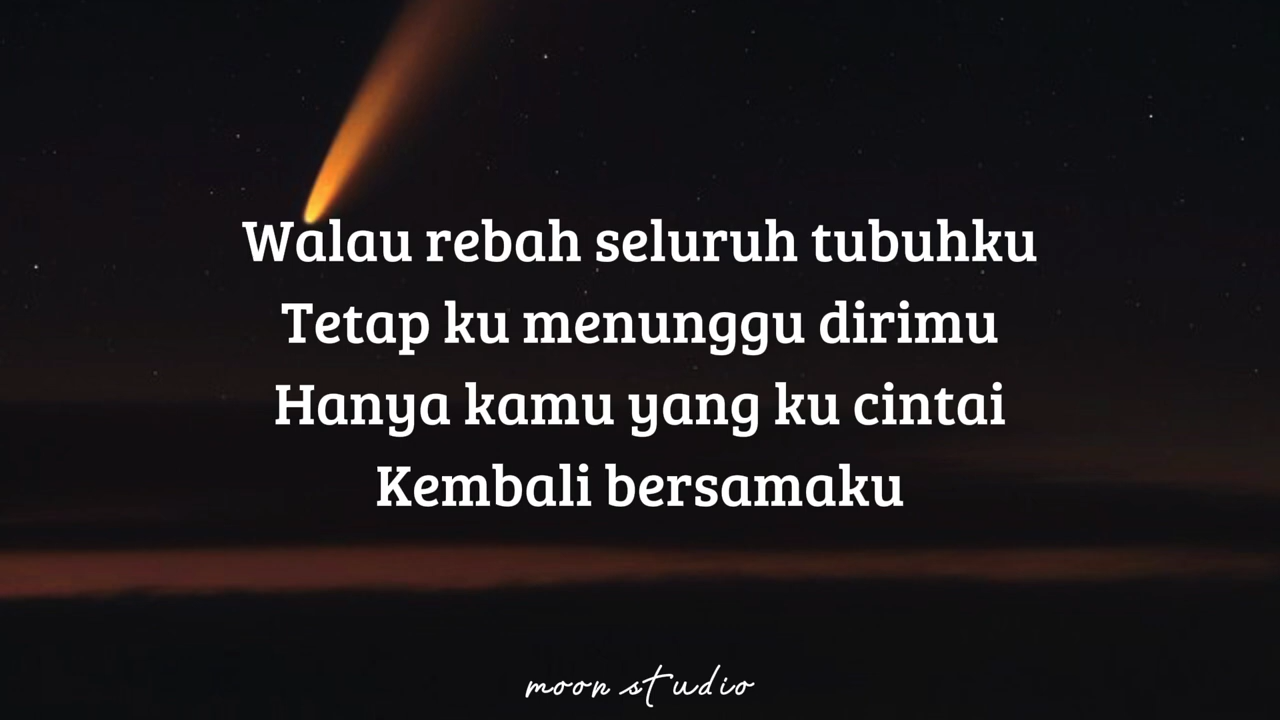 Walau rebah seluruh tubuhku
Tetap ku menunggu dirimu
Hanya kamu yang ku cintai
Kembali bersamaku
moon studio